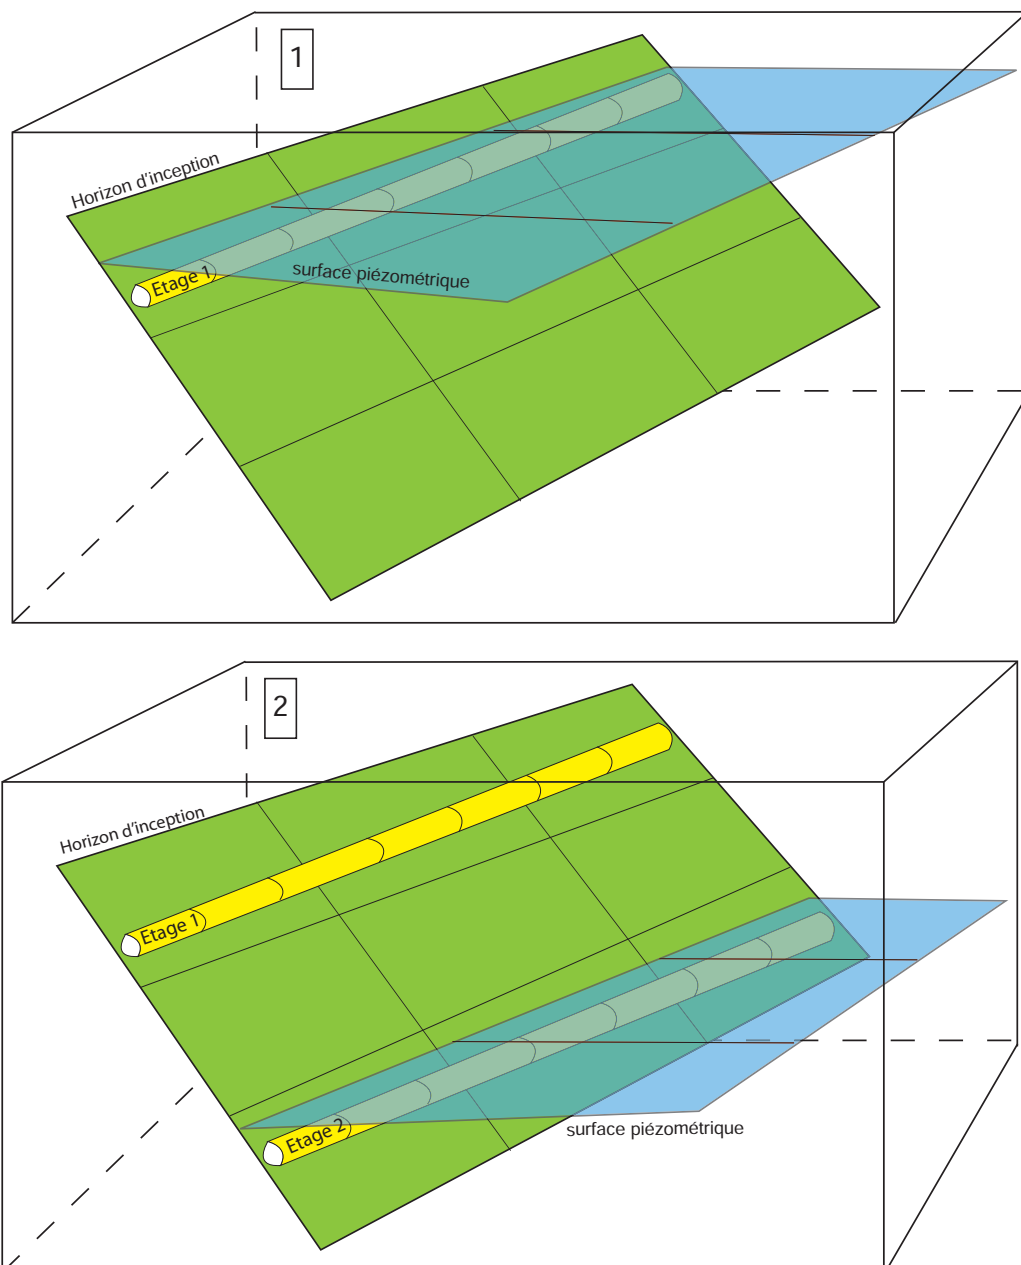 1
Horizon d'inception
Etage 1
surface piézométrique
2
Horizon d'inception
Etage 1
Etage 2
surface piézométrique